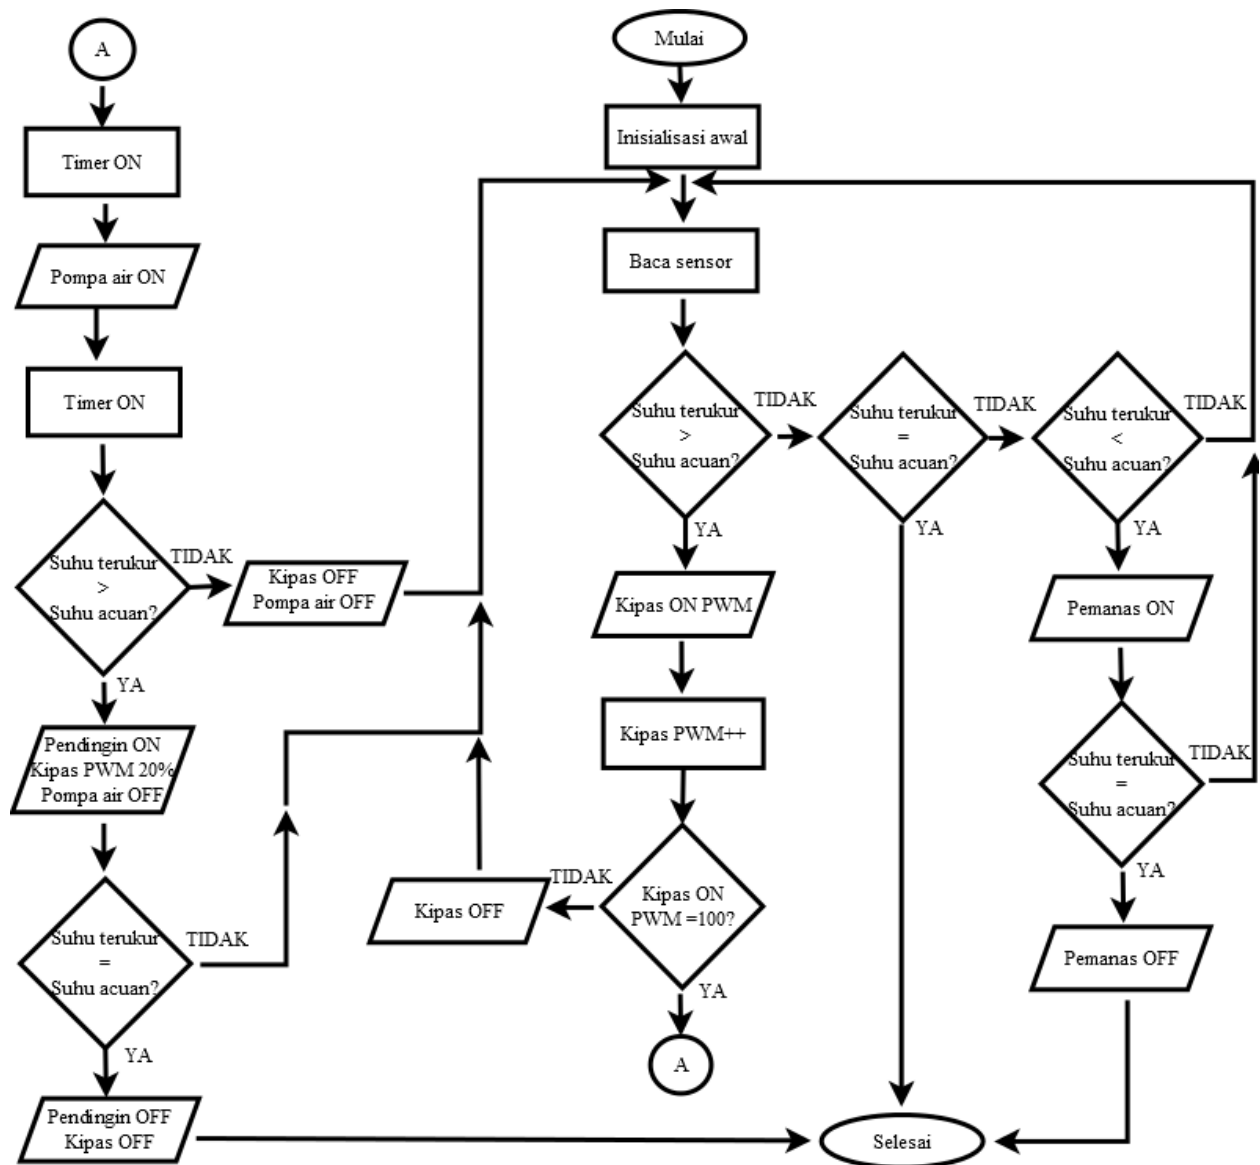 A
Timer ON
Pompa air ON
Timer ON
Suhu terukur
>
Suhu acuan?
TIDAK
Kipas OFF
Pompa air OFF
YA
Pendingin ON
Kipas PWM 20%
Pompa air OFF
Suhu terukur
=
Suhu acuan?
TIDAK
YA
Pendingin OFF
Kipas OFF
Mulai
Inisialisasi awal
Baca sensor
Suhu terukur
>
Suhu acuan?
TIDAK
YA
Kipas ON PWM
Kipas PWM++
Kipas ON
PWM =100?
TIDAK
Kipas OFF
YA
A
Suhu terukur
=
Suhu acuan?
TIDAK
YA
Suhu terukur
<
Suhu acuan?
TIDAK
YA
Pemanas ON
Suhu terukur
=
Suhu acuan?
TIDAK
YA
Pemanas OFF
Selesai